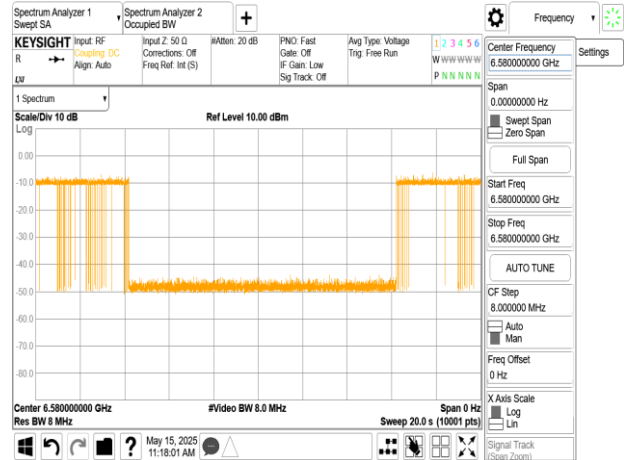 Spectrum Analyzer 1
Swept SA
Spectrum Analyzer 2
Occupied BW
+
Frequency
KEYSIGHT
R
Input: RF
Coupling: DC
Align: Auto
Input Z: 50 Ω
Corrections: Off
Freq Ref: Int (S)
#Atten: 20 dB
PNO: Fast
Gate: Off
IF Gain: Low
Sig Track: Off
Avg Type: Voltage
Trig: Free Run
1 2 3 4 5 6
W W W W W W
P N N N N N
1 Spectrum
Scale/Div 10 dB
Ref Level 10.00 dBm
Log
0.00
-10.0
-20.0
-30.0
-40.0
-50.0
-60.0
-70.0
-80.0
Center 6.580000000 GHz
Res BW 8 MHz
#Video BW 8.0 MHz
Span 0 Hz
Sweep 20.0 s (10001 pts)
?
May 15, 2025
11:18:01 AM
Center Frequency
6.580000000 GHz
Settings
Span
0.00000000 Hz
Swept Span
Zero Span
Full Span
Start Freq
6.580000000 GHz
Stop Freq
6.580000000 GHz
AUTO TUNE
CF Step
8.000000 MHz
Auto
Man
Freq Offset
0 Hz
X Axis Scale
Log
Lin
Signal Track
(Span Zoom)